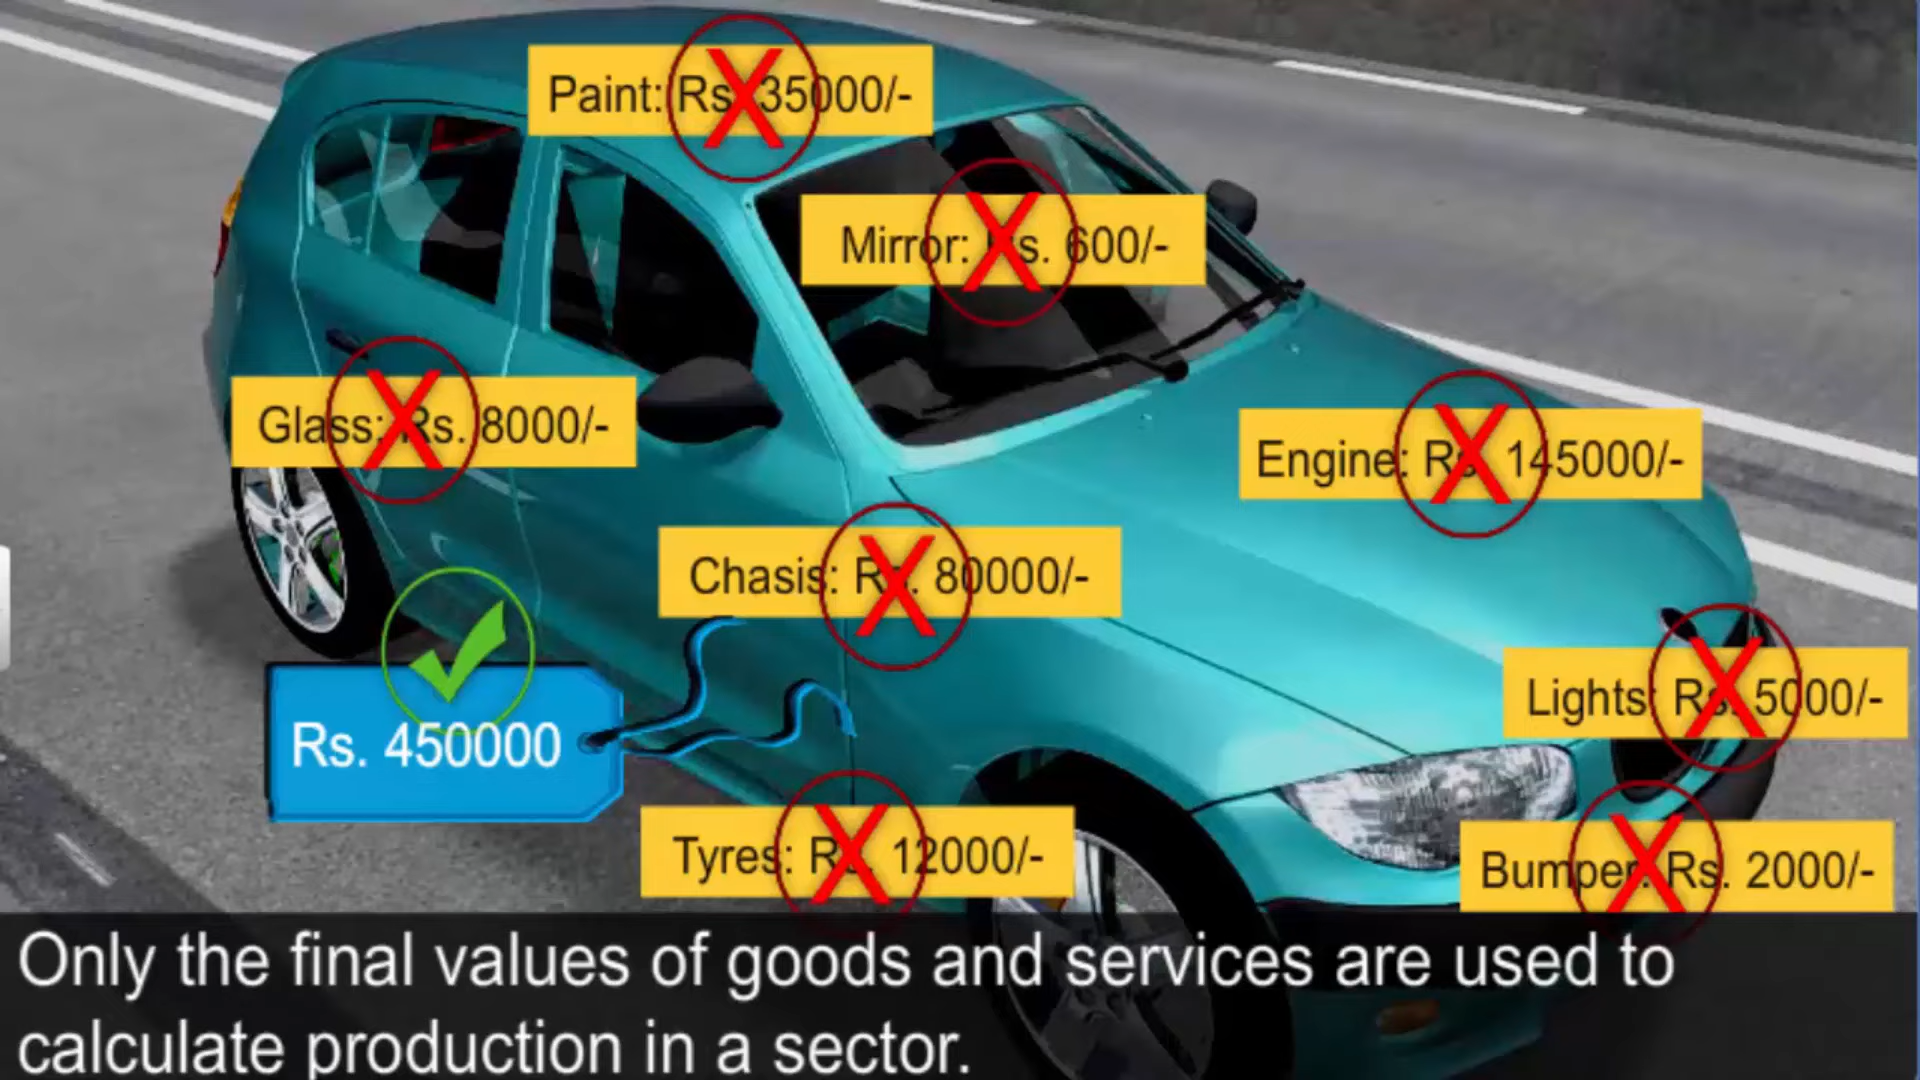 Paint: Rs. 35000/-
Mirror: Rs. 600/-
Glass: Rs. 8000/-
Engine: Rs. 145000/-
Chasis: Rs. 80000/-
Lights: Rs. 5000/-
Rs. 450000
Tyres: Rs. 12000/-
Bumper: Rs. 2000/-
Only the final values of goods and services are used to
calculate production in a sector.